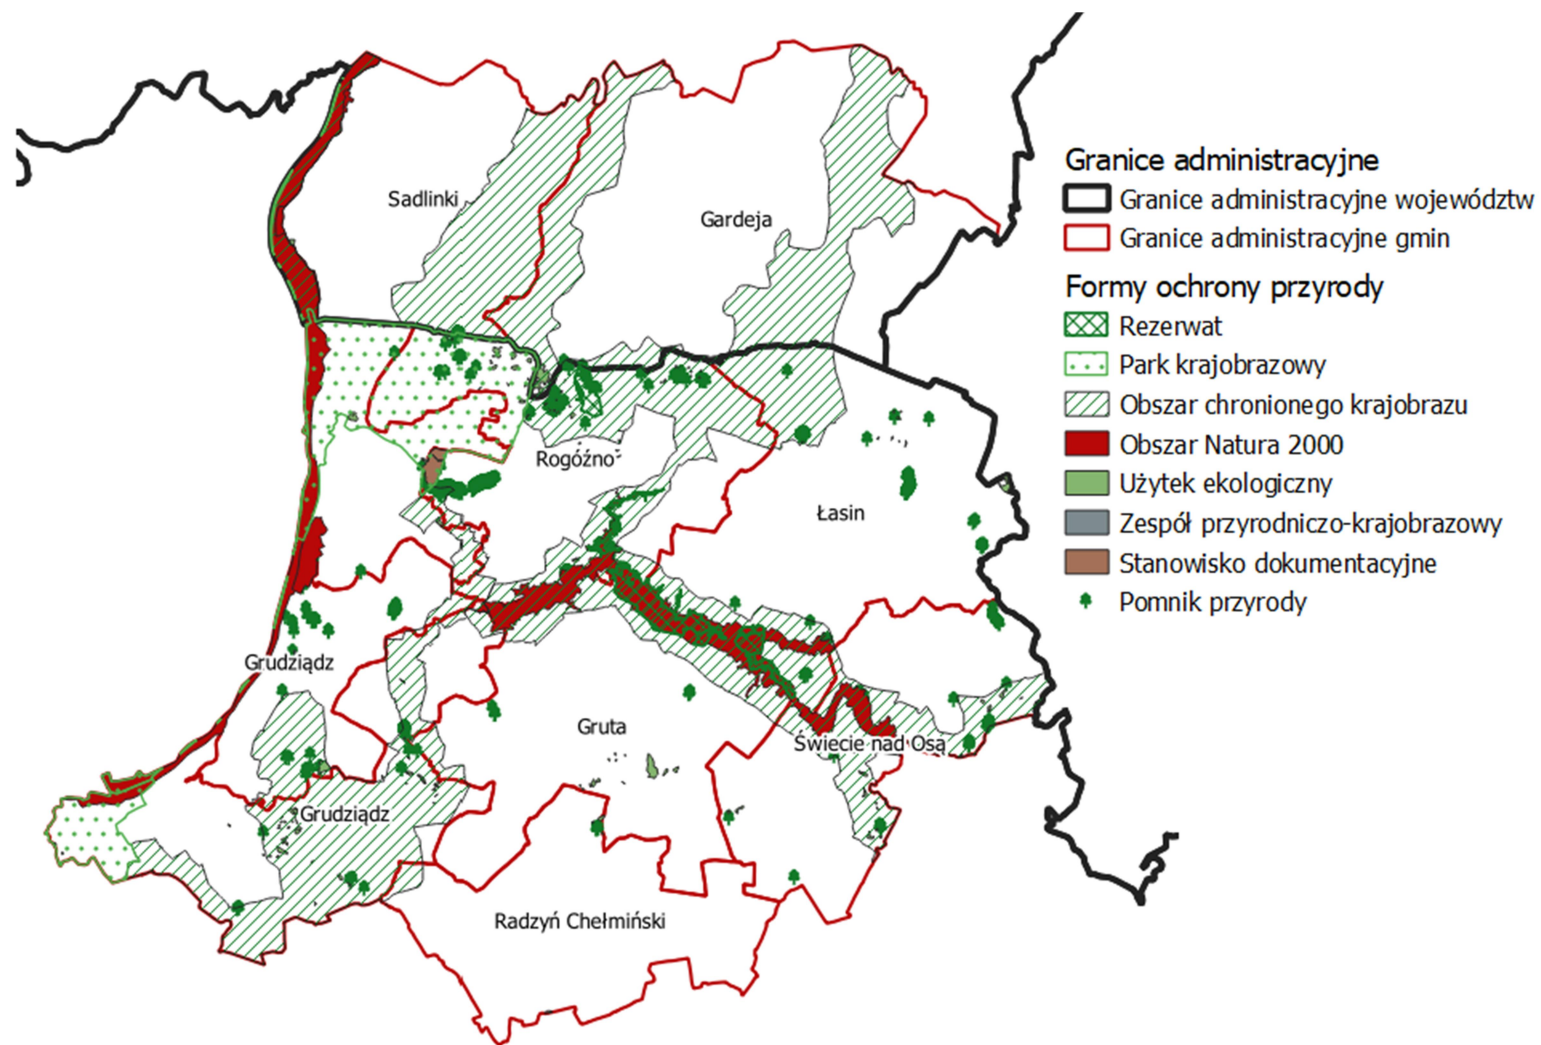 Sadlinki
Gardeja
Rogóźno
Łasin
Grudziądz
Gruta
Świecie nad Osą
Grudziądz
Radzyń Chełmiński
Granice administracyjne
Granice administracyjne województw
Granice administracyjne gmin
Formy ochrony przyrody
Rezerwat
Park krajobrazowy
Obszar chronionego krajobrazu
Obszar Natura 2000
Użytek ekologiczny
Zespół przyrodniczo-krajobrazowy
Stanowisko dokumentacyjne
Pomnik przyrody